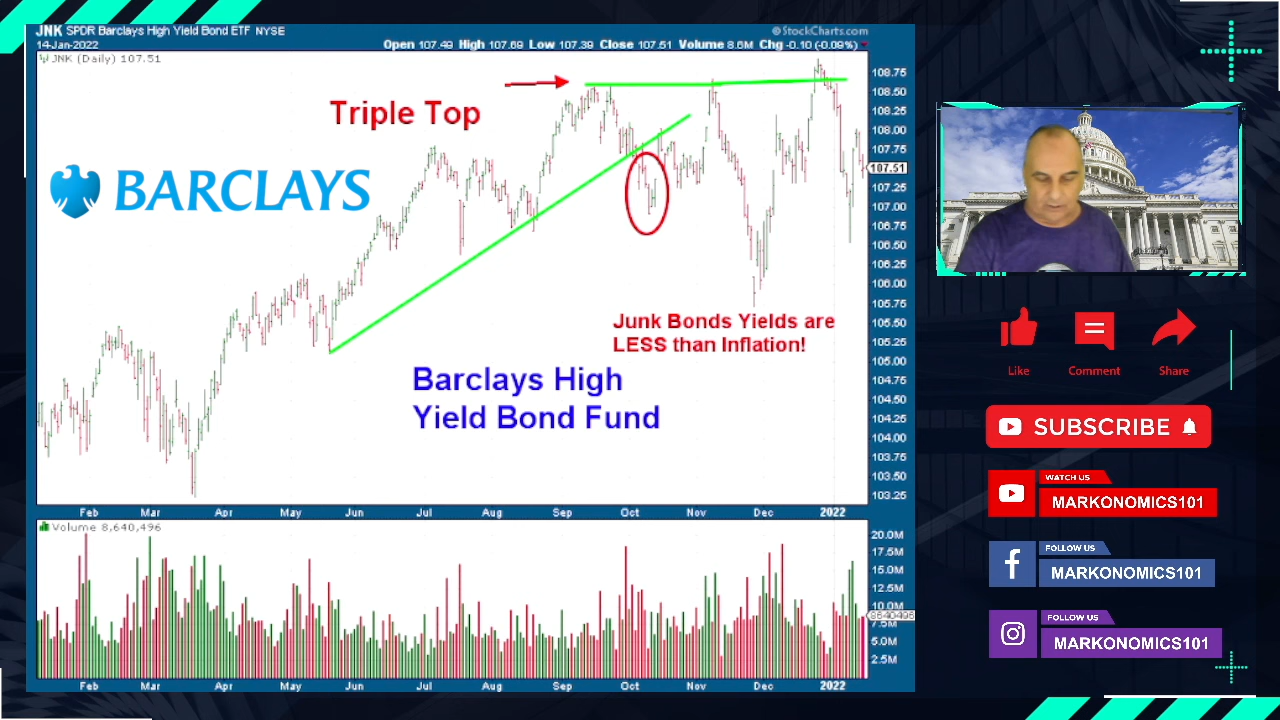 JNK SPDR Barclays High Yield Bond ETF NYSE
@StockCharts.com
14-Jan-2022
Open 107.49 High 107.69 Low 107.39 Close 107.51 Volume 8.6M Chg -0.10 (-0.09%)
JNK (Daily) 107.51
Triple Top
BARCLAYS
Junk Bonds Yields are
LESS than Inflation!
Barclays High
Yield Bond Fund
108.75
108.50
108.25
108.00
107.75
107.51
107.25
107.00
106.75
106.50
106.25
106.00
105.75
105.50
105.25
105.00
104.75
104.50
104.25
104.00
103.75
103.50
103.25
Feb Mar Apr May Jun Jul Aug Sep Oct Nov Dec 2022
Volume 8,640,496
20.0M
17.5M
15.0M
12.5M
10.0M
8640496
7.5M
5.0M
2.5M
Feb Mar Apr May Jun Jul Aug Sep Oct Nov Dec 2022
Like Comment Share
SUBSCRIBE
WATCH US
MARKONOMICS101
FOLLOW US
MARKONOMICS101
FOLLOW US
MARKONOMICS101